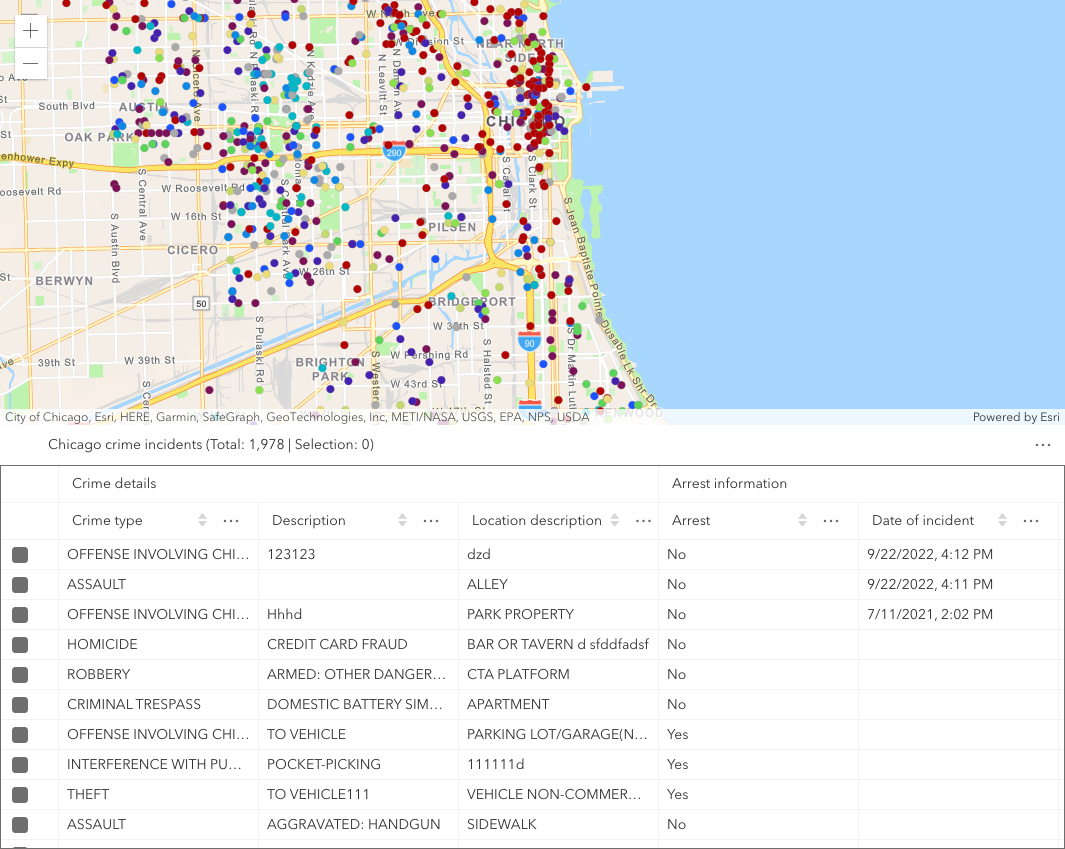 W North Ave
W Division St
NEAR NORTH
SIDE
N Pulaski Rd
N Kedzie Ave
N Leavitt St
N Damen Ave
South Blvd
AUSTIN
OAK PARK
CHICAGO
enhower Expy
290
oosevelt Rd
W Roosevelt Rd
S Canal St
S Clark St
S Central Ave
W 16th St
S Central Park Ave
S Austin Blvd
PILSEN
CICERO
S Jean Baptiste Pointe Dusable Lk Shr Dr
BERWYN
W 26th St
50
BRIDGEPORT
S Pulaski Rd
90
39th St
W 39th St
W Pershing Rd
S Halsted St
BRIGHTON
PARK
W 43rd St
City of Chicago, Esri, HERE, Garmin, SafeGraph, GeoTechnologies, Inc, METI/NASA, USGS, EPA, NPS, USDA
Powered by Esri
Chicago crime incidents (Total: 1,978 | Selection: 0)
Crime details Arrest information
Crime type Description Location description Arrest Date of incident
OFFENSE INVOLVING CHI... 123123 dzd No 9/22/2022, 4:12 PM
ASSAULT ALLEY No 9/22/2022, 4:11 PM
OFFENSE INVOLVING CHI... Hhhd PARK PROPERTY No 7/11/2021, 2:02 PM
HOMICIDE CREDIT CARD FRAUD BAR OR TAVERN d sfddfadsf No
ROBBERY ARMED: OTHER DANGER... CTA PLATFORM No
CRIMINAL TRESPASS DOMESTIC BATTERY SIM... APARTMENT No
OFFENSE INVOLVING CHI... TO VEHICLE PARKING LOT/GARAGE(N... Yes
INTERFERENCE WITH PU... POCKET-PICKING 111111d Yes
THEFT TO VEHICLE111 VEHICLE NON-COMMER... Yes
ASSAULT AGGRAVATED: HANDGUN SIDEWALK No